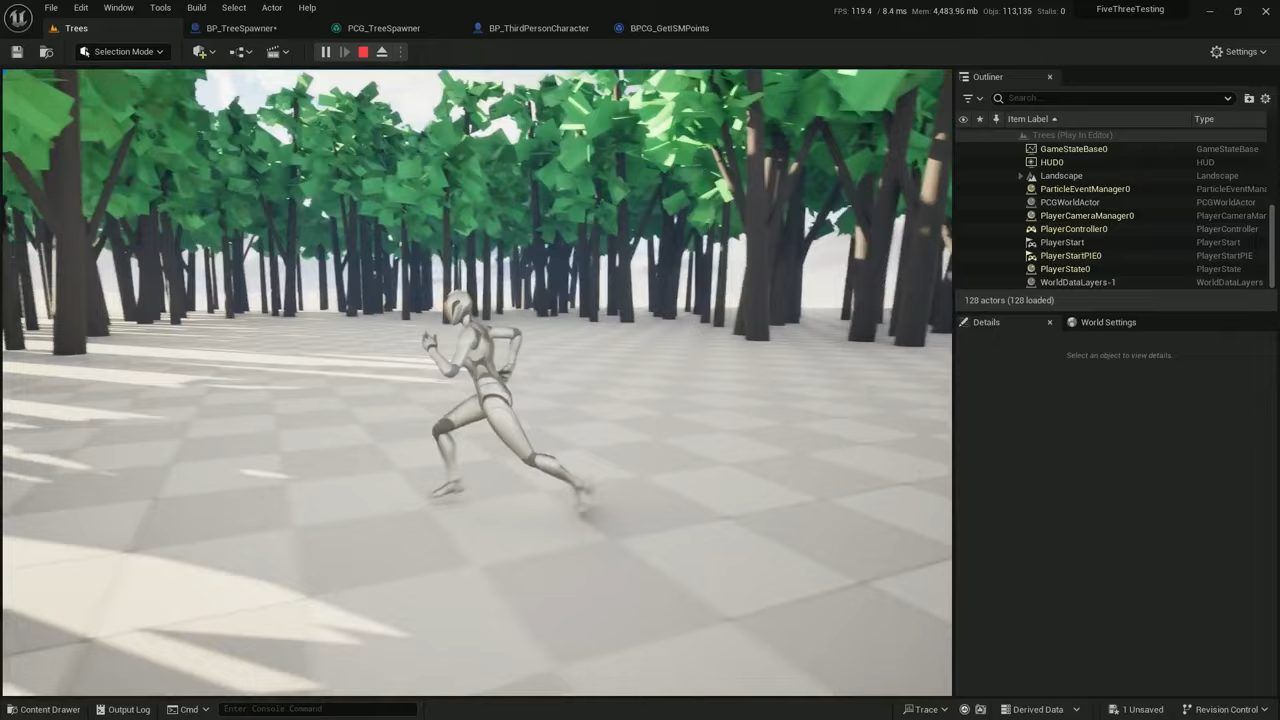 File Edit Window Tools Build Select Actor Help
FPS: 119.4 / 8.4 ms Mem: 4,483.96 mb Objs: 113,135 Stalls: 0
FiveThreeTesting
Trees
BP_TreeSpawner*
PCG_TreeSpawner
BP_ThirdPersonCharacter
BPCG_GetISMPoints
Selection Mode
Settings
Outliner
Search...
Item Label Type
Trees (Play In Editor)
GameStateBase0 GameStateBase
HUD0 HUD
Landscape Landscape
ParticleEventManager0 ParticleEventMana
PCGWorldActor PCGWorldActor
PlayerCameraManager0 PlayerCameraMar
PlayerController0 PlayerController
PlayerStart PlayerStart
PlayerStartPIE0 PlayerStartPIE
PlayerState0 PlayerState
WorldDataLayers-1 WorldDataLayers
128 actors (128 loaded)
Details
World Settings
Select an object to view details.
Content Drawer
Output Log
Cmd
Enter Console Command
Trace
Derived Data
1 Unsaved
Revision Control